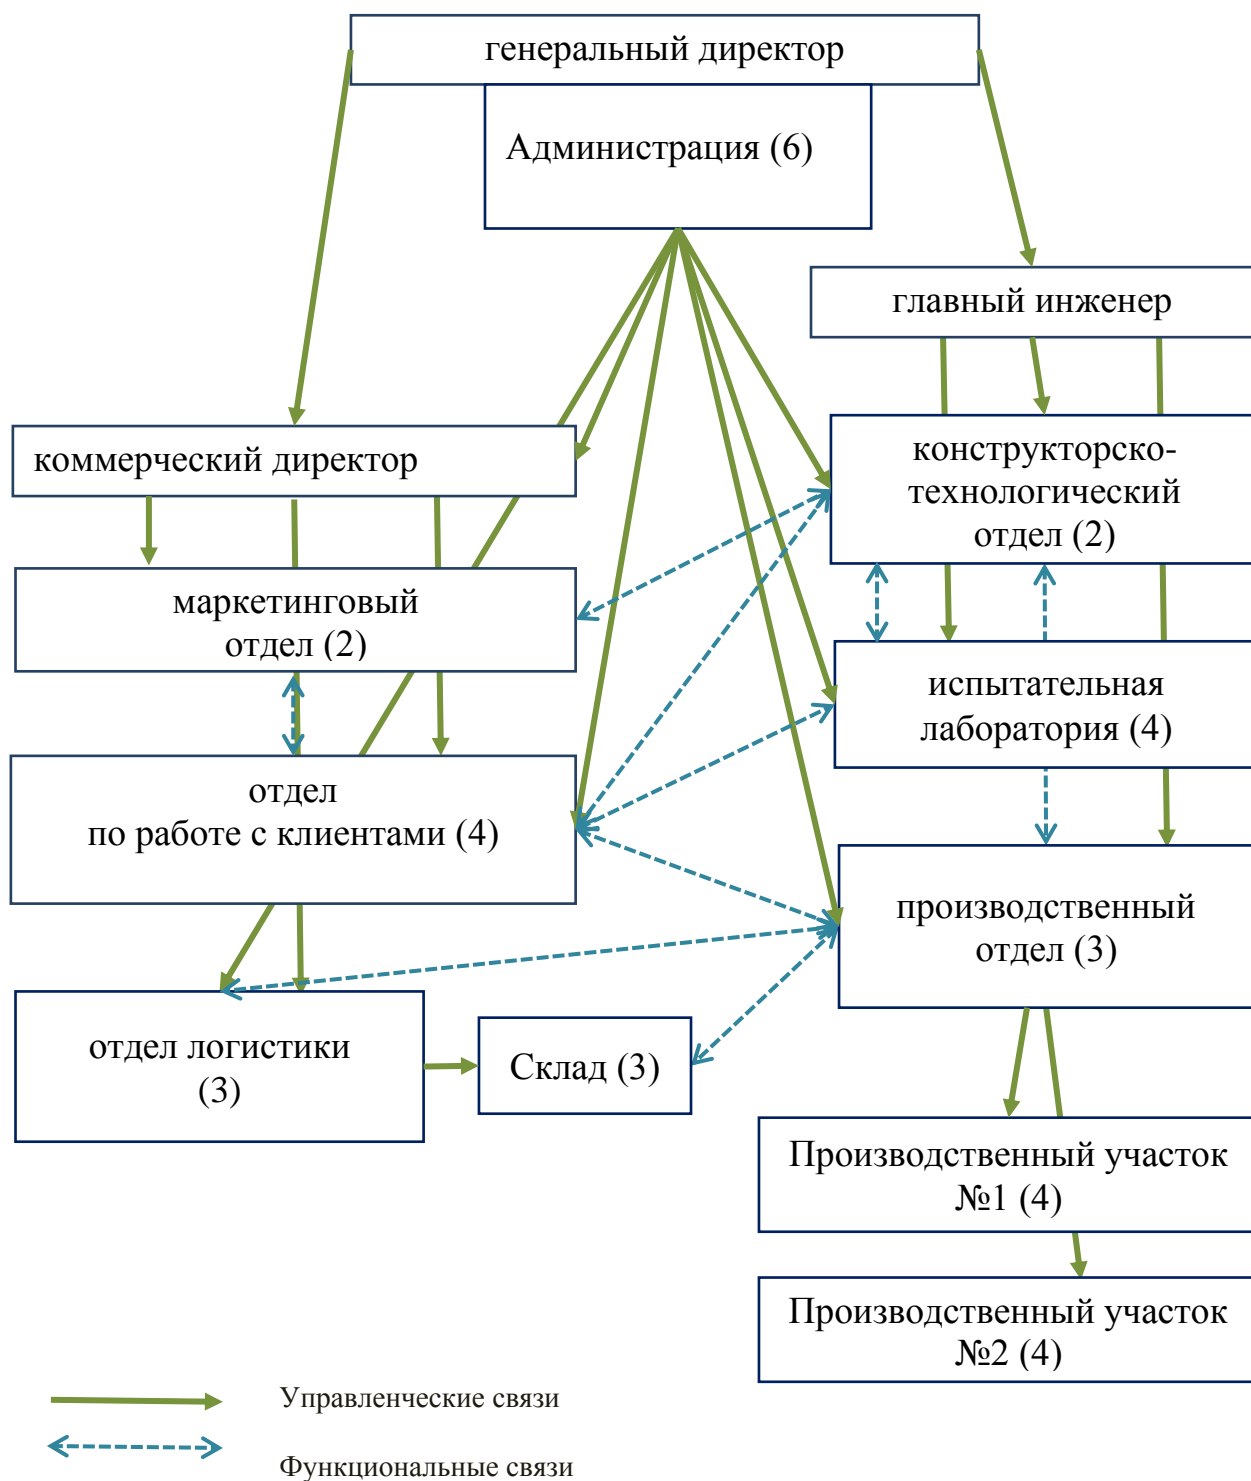 генеральный директор
Администрация (6)
главный инженер
коммерческий директор
конструкторско-
технологический
отдел (2)
маркетинговый
отдел (2)
испытательная
лаборатория (4)
отдел
по работе с клиентами (4)
производственный
отдел (3)
отдел логистики
(3)
Склад (3)
Производственный участок
№1 (4)
Производственный участок
№2 (4)
Управленческие связи
Функциональные связи